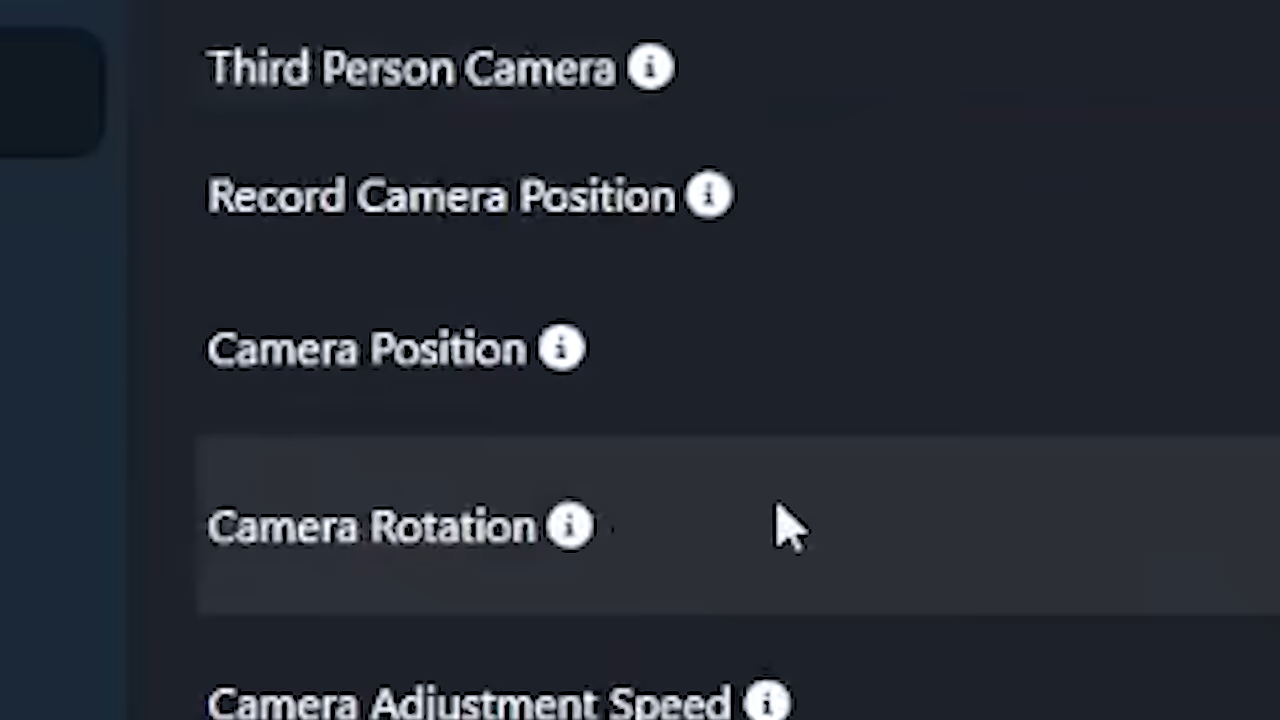 Third Person Camera
Record Camera Position
Camera Position
Camera Rotation
Camera Adjustment Speed